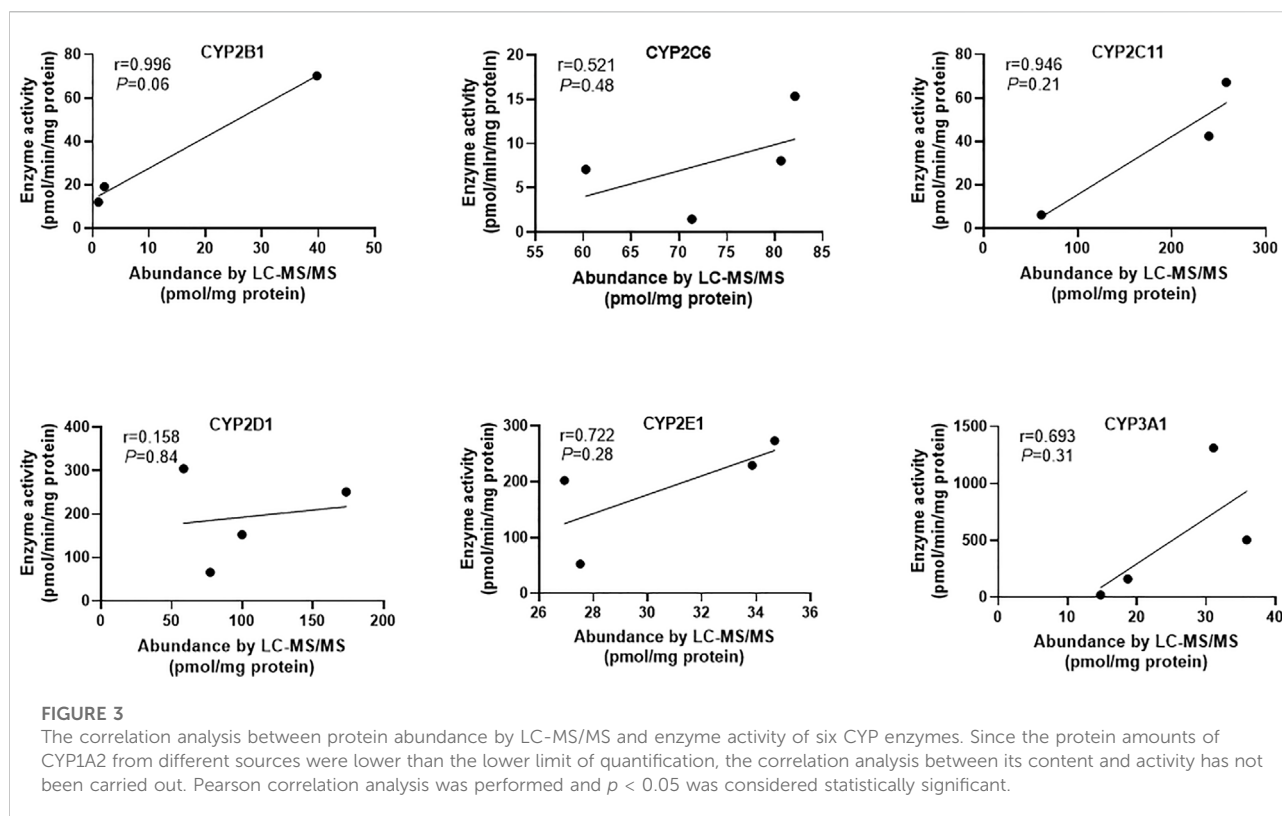 CYP2B1
r=0.996
P=0.06
Enzyme activity
(pmol/min/mg protein)
80
60
40
20
0
0 10 20 30 40 50
Abundance by LC-MS/MS
(pmol/mg protein)
CYP2C6
r=0.521
P=0.48
Enzyme activity
(pmol/min/mg protein)
20
15
10
5
0
55 60 65 70 75 80 85
Abundance by LC-MS/MS
(pmol/mg protein)
CYP2C11
r=0.946
P=0.21
Enzyme activity
(pmol/min/mg protein)
80
60
40
20
0
0 100 200 300
Abundance by LC-MS/MS
(pmol/mg protein)
CYP2D1
r=0.158
P=0.84
Enzyme activity
(pmol/min/mg protein)
400
300
200
100
0
0 50 100 150 200
Abundance by LC-MS/MS
(pmol/mg protein)
CYP2E1
r=0.722
P=0.28
Enzyme activity
(pmol/min/mg protein)
300
200
100
0
26 28 30 32 34 36
Abundance by LC-MS/MS
(pmol/mg protein)
CYP3A1
r=0.693
P=0.31
Enzyme activity
(pmol/min/mg protein)
1500
1000
500
0
0 10 20 30 40
Abundance by LC-MS/MS
(pmol/mg protein)
FIGURE 3
The correlation analysis between protein abundance by LC-MS/MS and enzyme activity of six CYP enzymes. Since the protein amounts of
CYP1A2 from different sources were lower than the lower limit of quantification, the correlation analysis between its content and activity has not
been carried out. Pearson correlation analysis was performed and p < 0.05 was considered statistically significant.